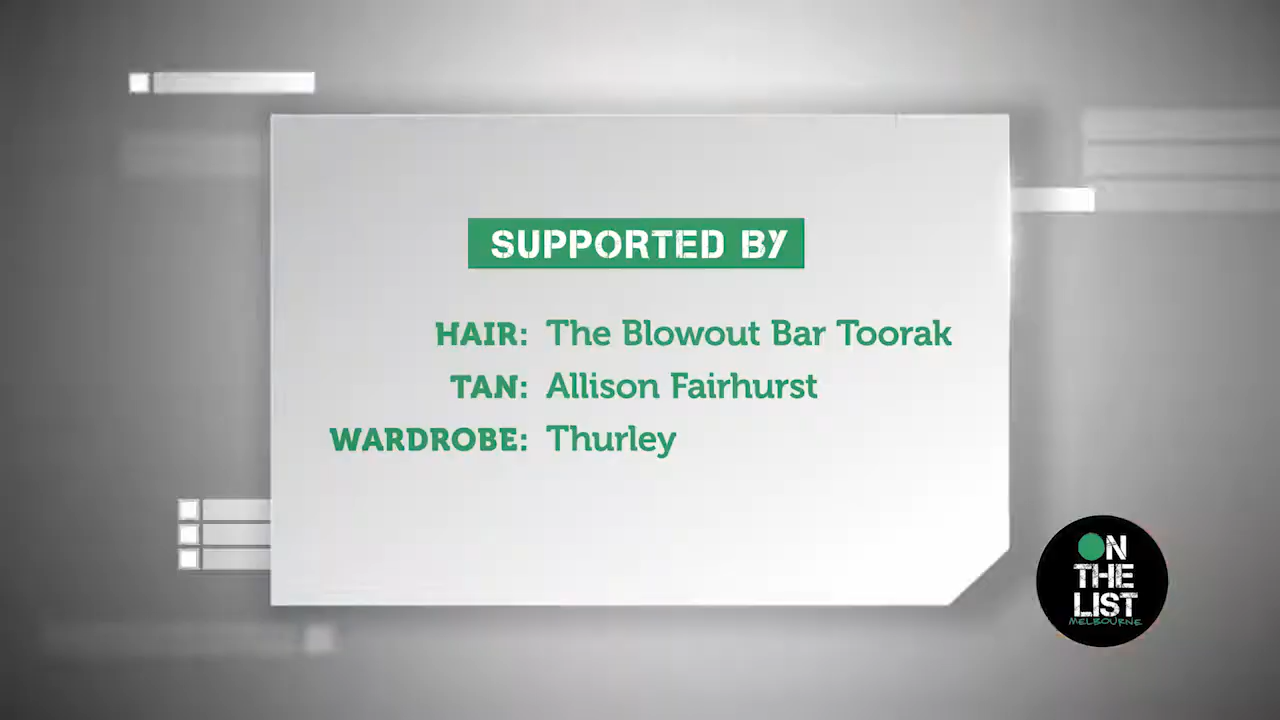 SUPPORTED BY
HAIR: The Blowout Bar Toorak
TAN: Allison Fairhurst
WARDROBE: Thurley
ON
THE
LIST
MELBOURNE